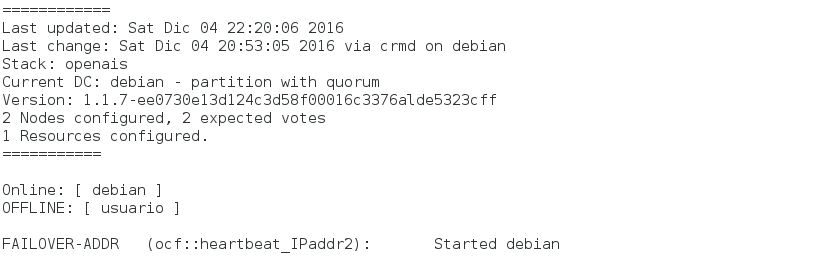 ============
Last updated: Sat Dic 04 22:20:06 2016
Last change: Sat Dic 04 20:53:05 2016 via crmd on debian
Stack: openais
Current DC: debian - partition with quorum
Version: 1.1.7-ee0730e13d124c3d58f00016c3376alde5323cff
2 Nodes configured, 2 expected votes
1 Resources configured.
===========
Online: [ debian ]
OFFLINE: [ usuario ]
FAILOVER-ADDR (ocf::heartbeat_IPaddr2): Started debian